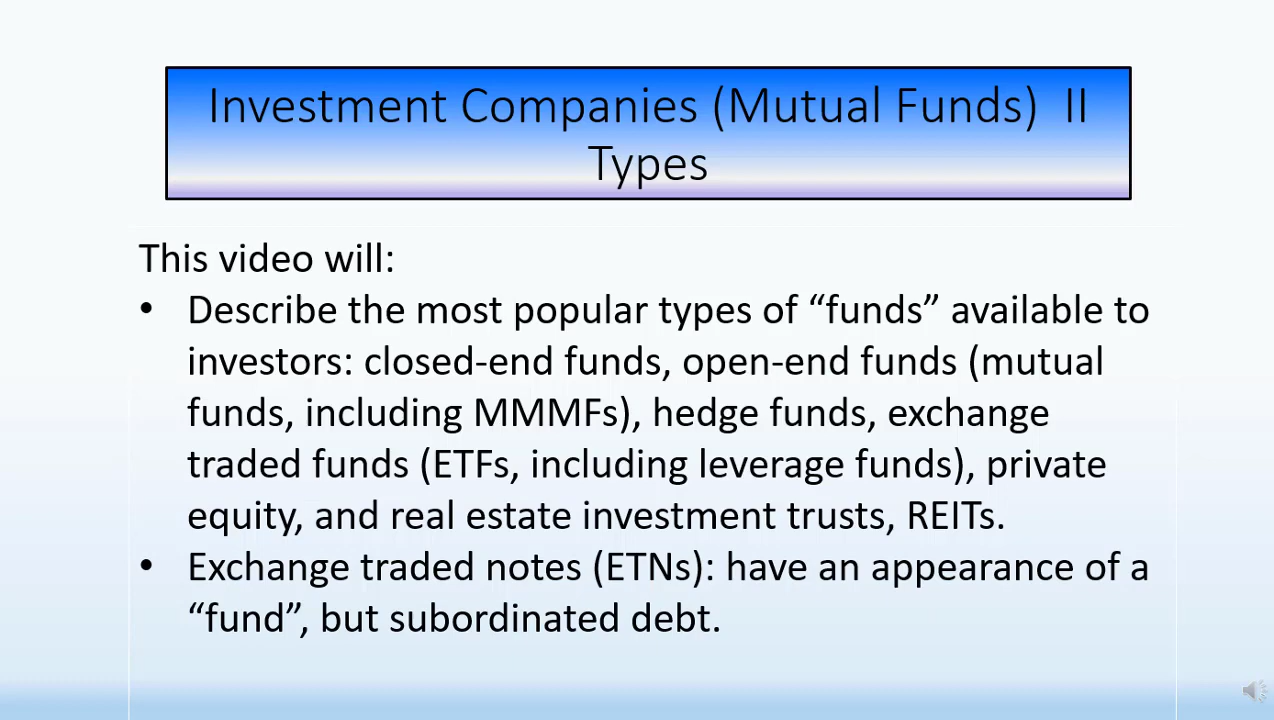 Investment Companies (Mutual Funds)  II
Types
This video will:
• Describe the most popular types of “funds” available to
investors: closed-end funds, open-end funds (mutual
funds, including MMMFs), hedge funds, exchange
traded funds (ETFs, including leverage funds), private
equity, and real estate investment trusts, REITs.
• Exchange traded notes (ETNs): have an appearance of a
“fund”, but subordinated debt.